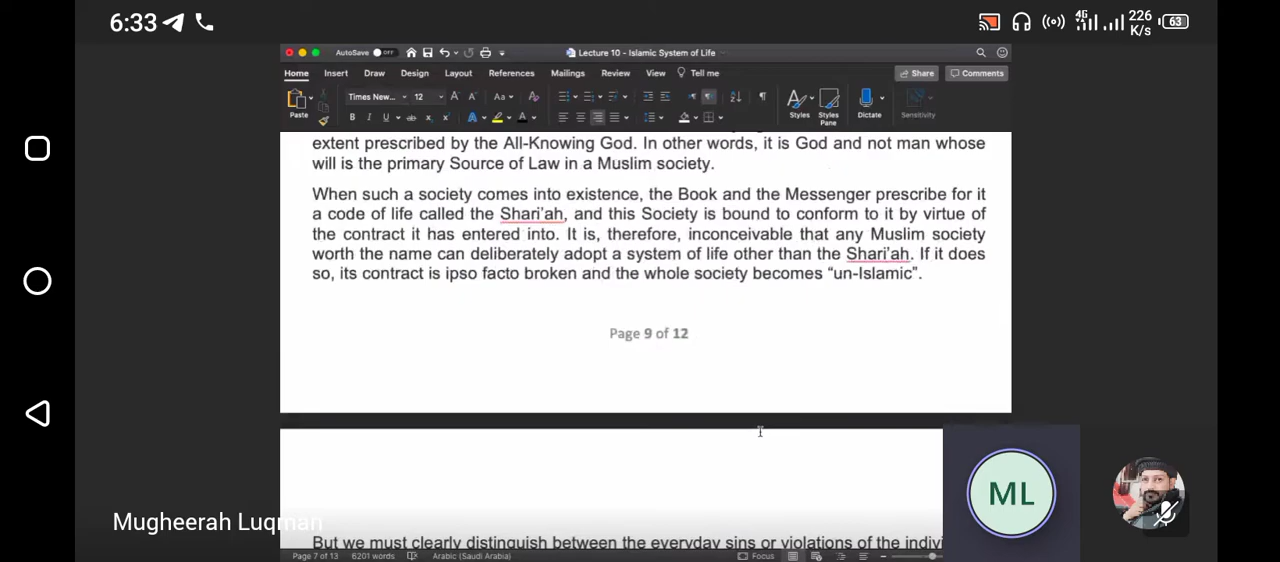 6:33
4G
226
K/s
63
AutoSave OFF
Lecture 10 - Islamic System of Life
Home Insert Draw Design Layout References Mailings Review View Tell me
Share Comments
Times New... 12
Paste
Styles Styles Pane Dictate Sensitivity
extent prescribed by the All-Knowing God. In other words, it is God and not man whose
will is the primary Source of Law in a Muslim society.
When such a society comes into existence, the Book and the Messenger prescribe for it
a code of life called the Shari'ah, and this Society is bound to conform to it by virtue of
the contract it has entered into. It is, therefore, inconceivable that any Muslim society
worth the name can deliberately adopt a system of life other than the Shari'ah. If it does
so, its contract is ipso facto broken and the whole society becomes “un-Islamic”.
Page 9 of 12
ML
Mugheerah Luqman
But we must clearly distinguish between the everyday sins or violations of the
Page 7 of 13 6201 words Arabic (Saudi Arabia) Focus